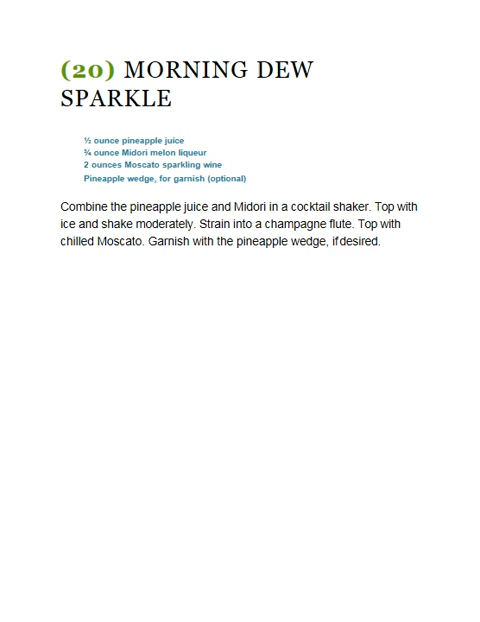 (20) MORNING DEW
SPARKLE
½ ounce pineapple juice
¾ ounce Midori melon liqueur
2 ounces Moscato sparkling wine
Pineapple wedge, for garnish (optional)
Combine the pineapple juice and Midori in a cocktail shaker. Top with
ice and shake moderately. Strain into a champagne flute. Top with
chilled Moscato. Garnish with the pineapple wedge, if desired.